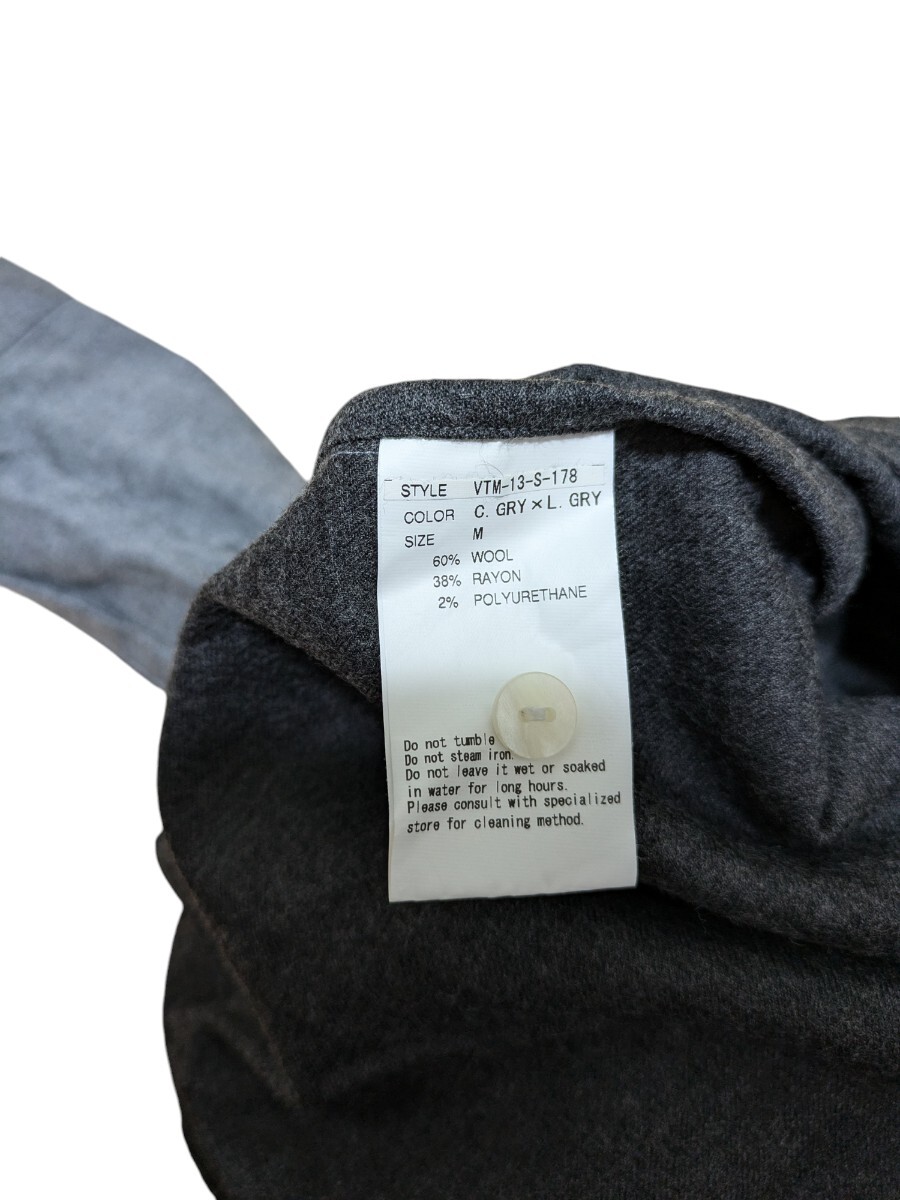 STYLE VTM-13-S-178
COLOR C. GRY×L. GRY
SIZE M
60% WOOL
38% RAYON
2% POLYURETHANE
Do not tumble
Do not steam iron.
Do not leave it wet or soaked
in water for long hours.
Please consult with specialized
store for cleaning method.